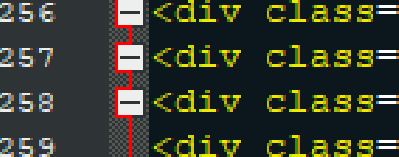 256 <div class=
257 <div class=
258 <div class=
259 <div class=